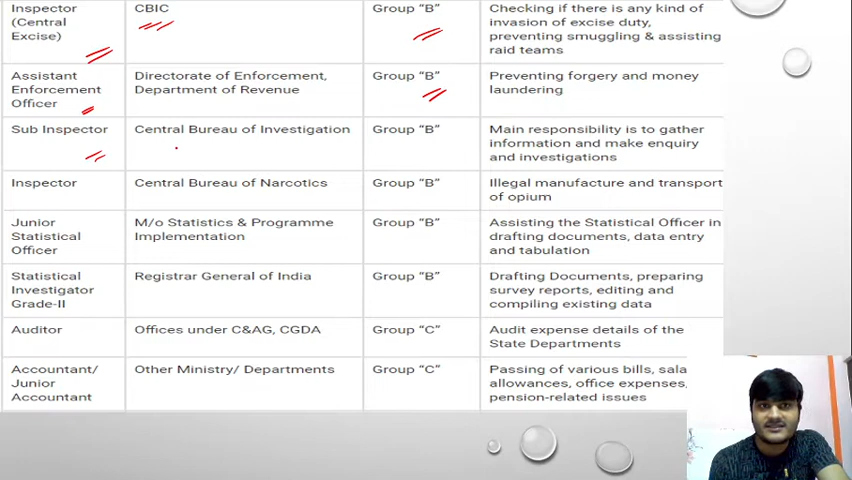 Inspector CBIC Group "B" Checking if there is any kind of
(Central invasion of excise duty,
Excise) preventing smuggling & assisting
raid teams
Assistant Directorate of Enforcement, Group "B" Preventing forgery and money
Enforcement Department of Revenue laundering
Officer
Sub Inspector Central Bureau of Investigation Group "B" Main responsibility is to gather
information and make enquiry
and investigations
Inspector Central Bureau of Narcotics Group "B" Illegal manufacture and transport
of opium
Junior M/o Statistics & Programme Group "B" Assisting the Statistical Officer in
Statistical Implementation drafting documents, data entry
Officer and tabulation
Statistical Registrar General of India Group "B" Drafting Documents, preparing
Investigator survey reports, editing and
Grade-II compiling existing data
Auditor Offices under C&AG, CGDA Group "C" Audit expense details of the
State Departments
Accountant/ Other Ministry/ Departments Group "C" Passing of various bills, sala
Junior allowances, office expenses,
Accountant pension-related issues